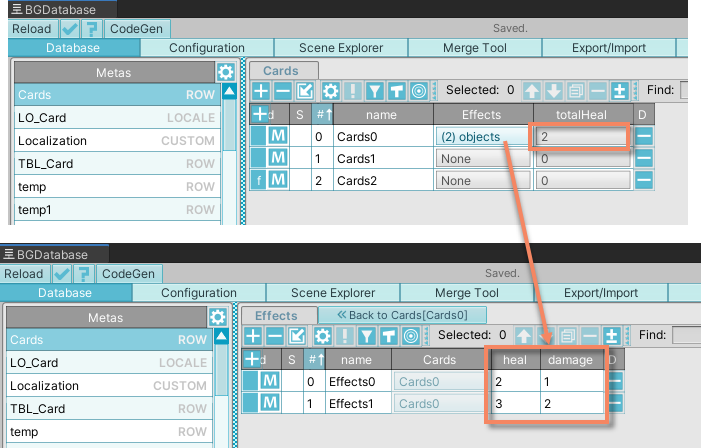 BGDatabase
Reload ? CodeGen Saved.
Database Configuration Scene Explorer Merge Tool Export/Import
Metas
Cards ROW
LO_Card LOCALE
Localization CUSTOM
TBL_Card ROW
temp ROW
temp1 ROW
Cards
Selected: 0 Find:
d S # name Effects totalHeal D
M 0 Cards0 (2) objects 2
M 1 Cards1 None 0
f M 2 Cards2 None 0
BGDatabase
Reload ? CodeGen Saved.
Database Configuration Scene Explorer Merge Tool Export/Import
Metas
Cards ROW
LO_Card LOCALE
Localization CUSTOM
TBL_Card ROW
temp ROW
Effects Back to Cards[Cards0]
Selected: 0 Find:
d S # name Cards heal damage D
M 0 Effects0 Cards0 2 1
M 1 Effects1 Cards0 3 2